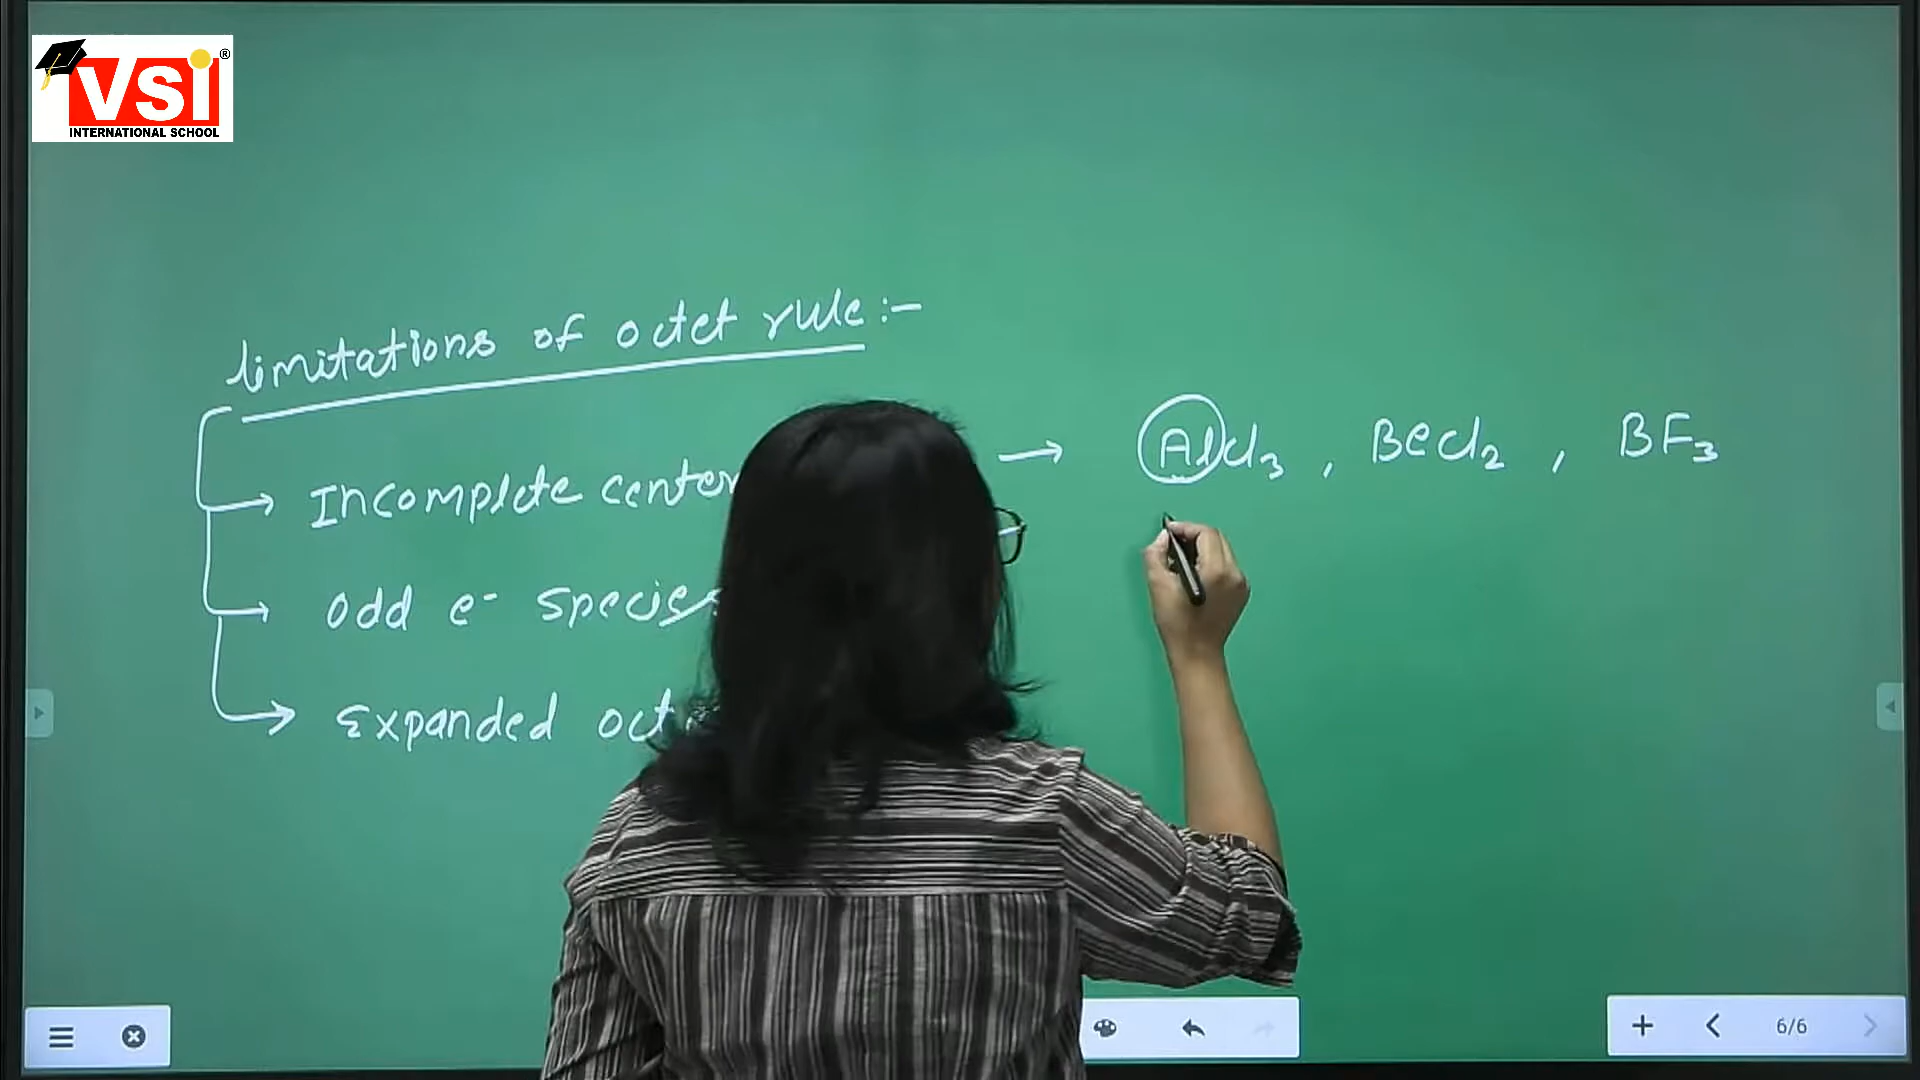 VSI®
INTERNATIONAL SCHOOL
limitations of octet rule :-
Incomplete center → AlCl3 , BeCl2 , BF3
odd e- species
Expanded oct
6/6